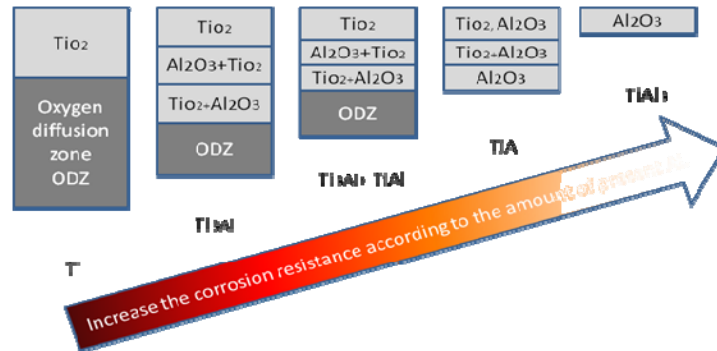 Tio₂
Oxygen
diffusion
zone
ODZ
Tio₂
Al₂O₃+Tio₂
Tio₂+Al₂O₃
ODZ
Tio₂
Al₂O₃+Tio₂
Tio₂+Al₂O₃
ODZ
Tio₂, Al₂O₃
Tio₂+Al₂O₃
Al₂O₃
Al₂O₃
TiAl₃
TiA
Ti₃Al+ TiAl
Ti₃Al
Increase the corrosion resistance according to the amount of present